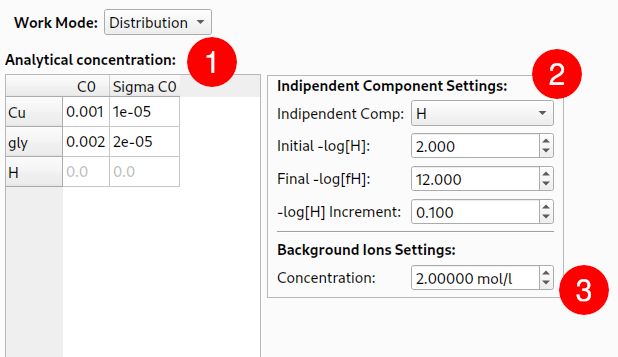 Work Mode: Distribution
Analytical concentration:
1
C0 Sigma C0
Cu 0.001 1e-05
gly 0.002 2e-05
H 0.0 0.0
2
Indipendent Component Settings:
Indipendent Comp: H
Initial -log[H]: 2.000
Final -log[fH]: 12.000
-log[H] Increment: 0.100
Background Ions Settings:
Concentration: 2.00000 mol/l
3